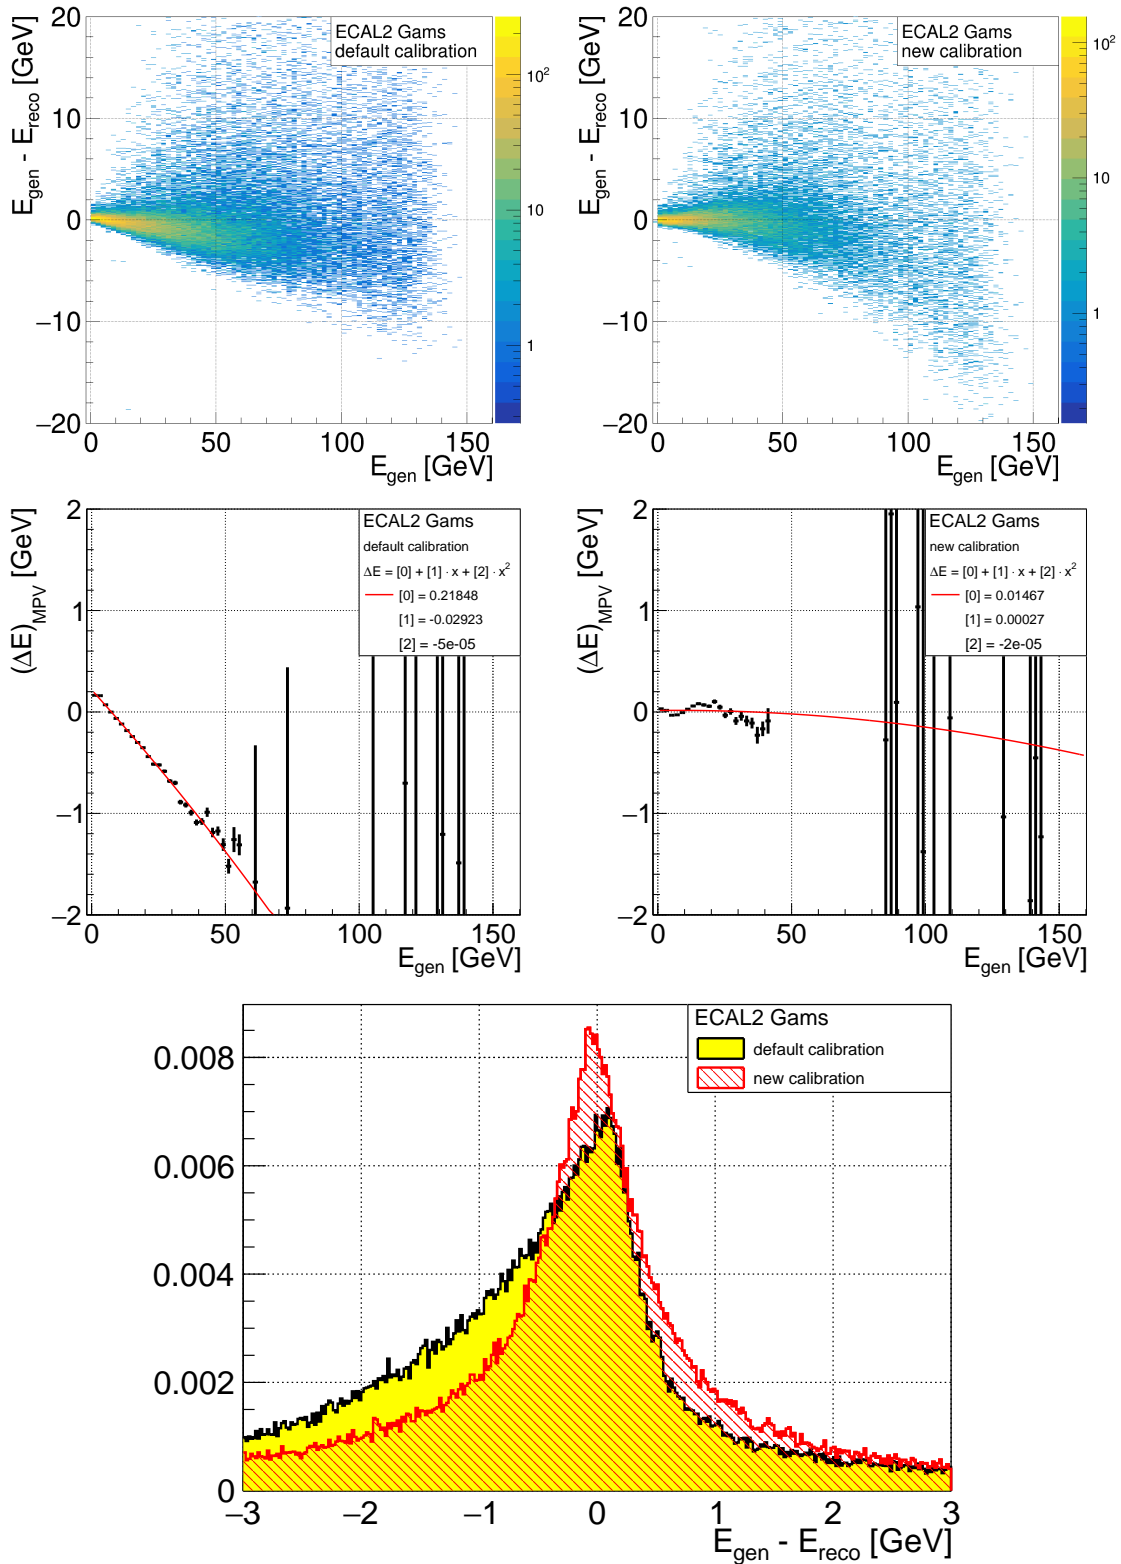 ECAL2 Gams
default calibration
E_gen - E_reco [GeV]
20
10
0
−10
−20
0
50
100
150
E_gen [GeV]
10²
10
1
ECAL2 Gams
new calibration
E_gen - E_reco [GeV]
20
10
0
−10
−20
0
50
100
150
E_gen [GeV]
10²
10
1
(ΔE)_MPV [GeV]
2
1
0
−1
−2
ECAL2 Gams
default calibration
ΔE = [0] + [1] · x + [2] · x²
[0] = 0.21848
[1] = -0.02923
[2] = -5e-05
0
50
100
150
E_gen [GeV]
(ΔE)_MPV [GeV]
2
1
0
−1
−2
ECAL2 Gams
new calibration
ΔE = [0] + [1] · x + [2] · x²
[0] = 0.01467
[1] = 0.00027
[2] = -2e-05
0
50
100
150
E_gen [GeV]
ECAL2 Gams
default calibration
new calibration
0.008
0.006
0.004
0.002
0
−3
−2
−1
0
1
2
3
E_gen - E_reco [GeV]